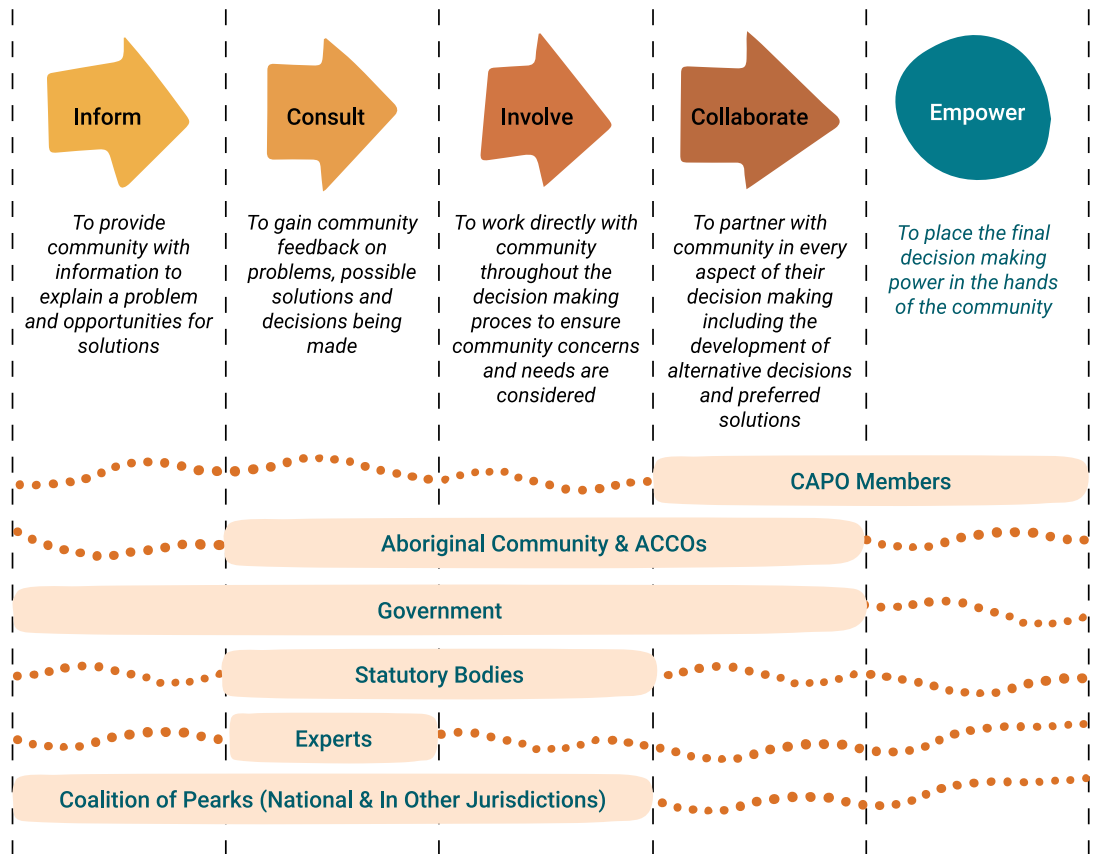 Inform
Consult
Involve
Collaborate
Empower
To provide
community with
information to
explain a problem
and opportunities for
solutions
To gain community
feedback on
problems, possible
solutions and
decisions being
made
To work directly with
community
throughout the
decision making
proces to ensure
community concerns
and needs are
considered
To partner with
community in every
aspect of their
decision making
including the
development of
alternative decisions
and preferred
solutions
To place the final
decision making
power in the hands
of the community
CAPO Members
Aboriginal Community & ACCOs
Government
Statutory Bodies
Experts
Coalition of Pearks (National & In Other Jurisdictions)